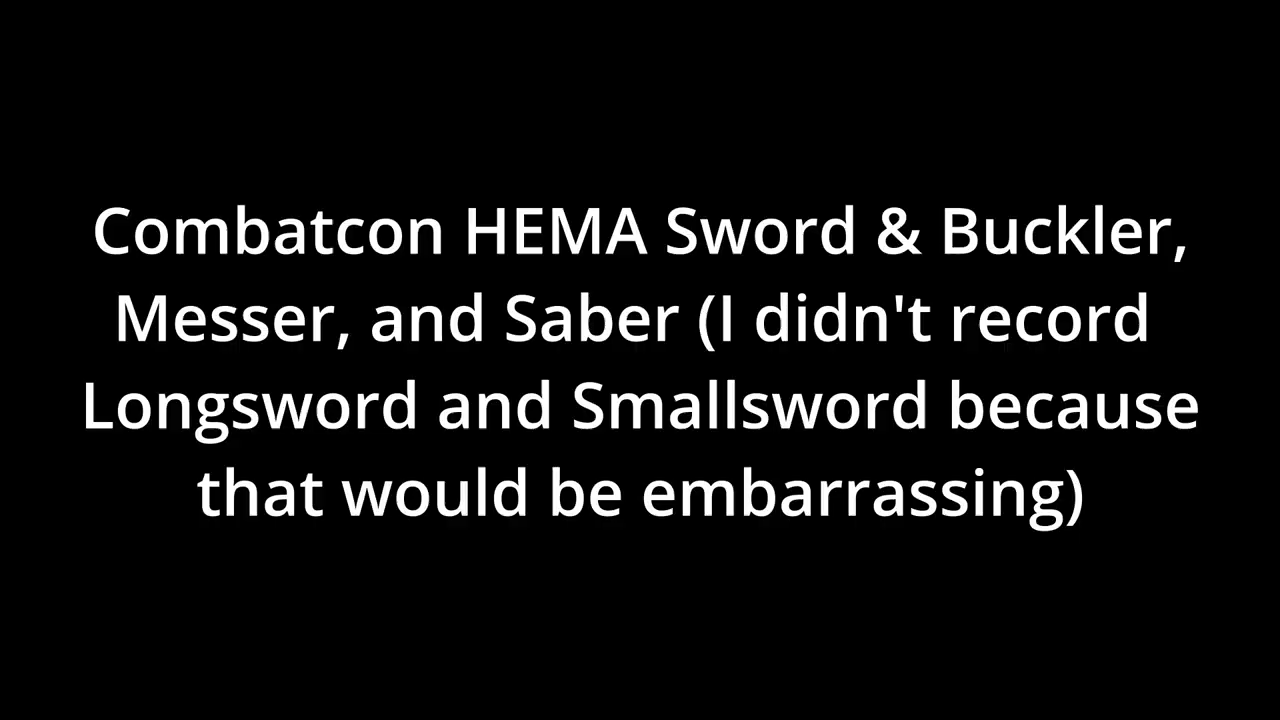 Combatcon HEMA Sword & Buckler,
Messer, and Saber (I didn't record
Longsword and Smallsword because
that would be embarrassing)